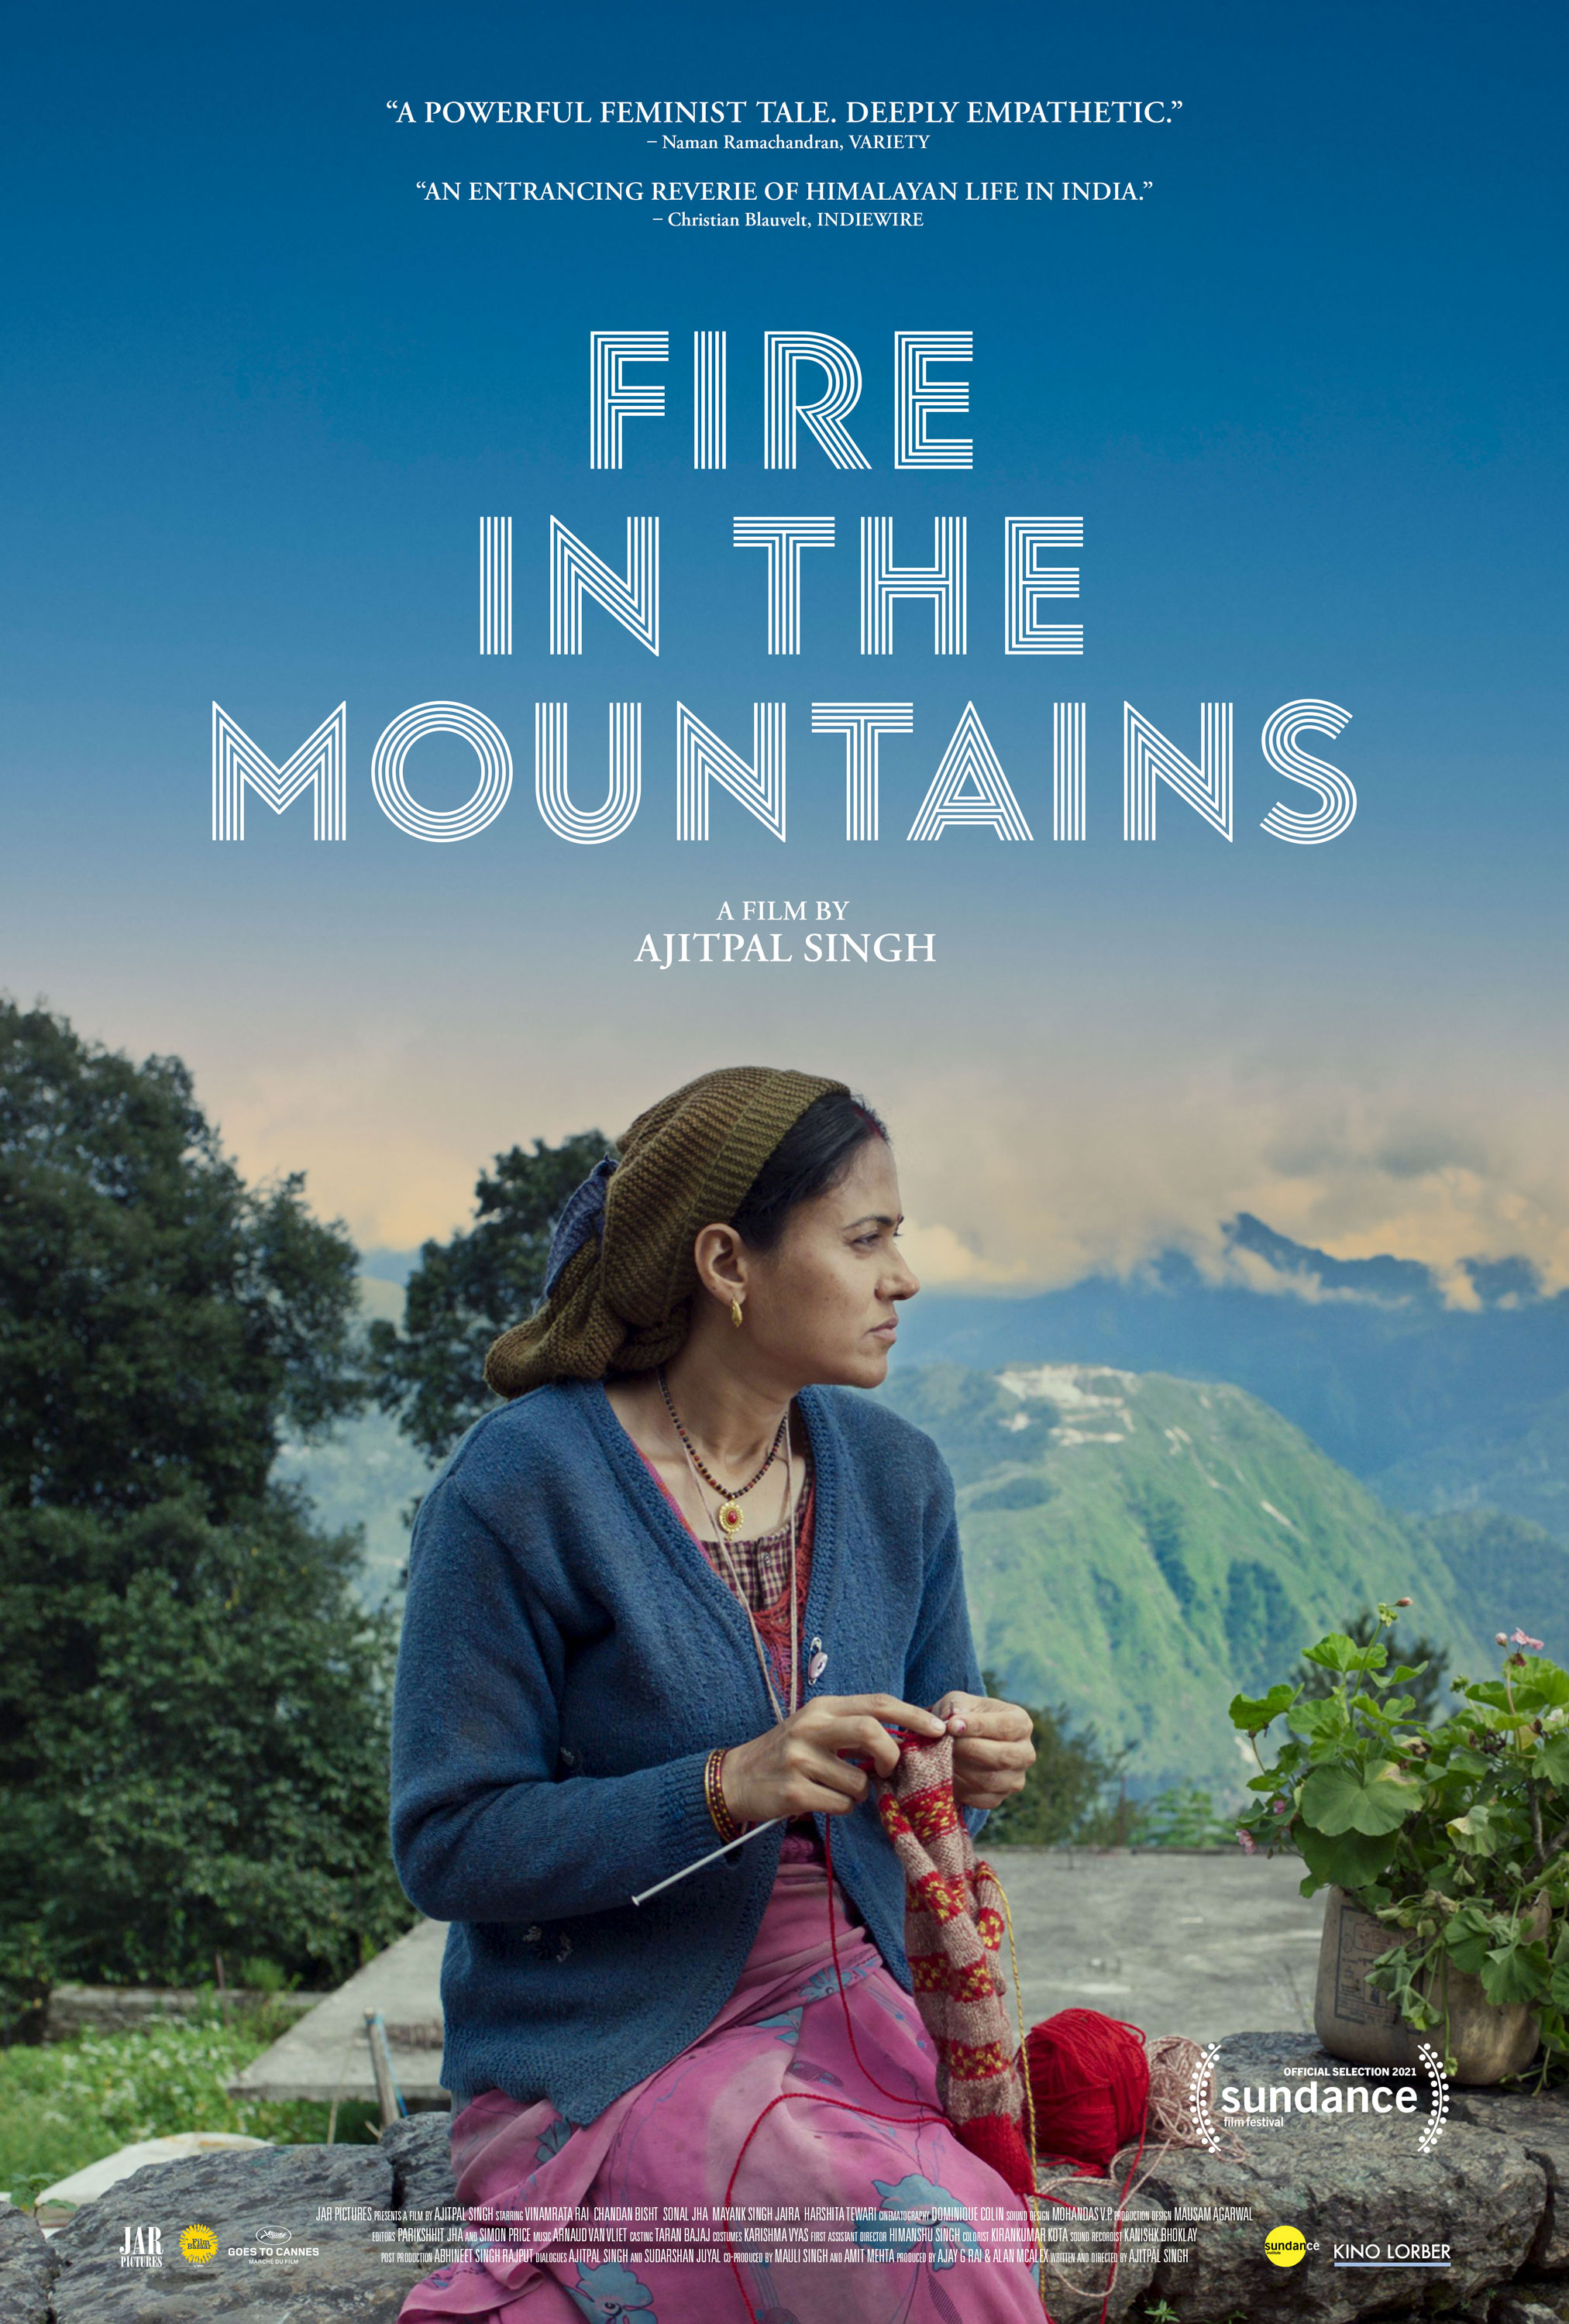 “A POWERFUL FEMINIST TALE. DEEPLY EMPATHETIC.”
– Naman Ramachandran, VARIETY
“AN ENTRANCING REVERIE OF HIMALAYAN LIFE IN INDIA.”
– Christian Blauvelt, INDIEWIRE
FIRE
IN THE
MOUNTAINS
A FILM BY
AJITPAL SINGH
OFFICIAL SELECTION 2021
sundance
film festival
JAR PICTURES PRESENTS A FILM BY AJITPAL SINGH STARRING VINAMRATA RAI CHANDAN BISHT SONAL JHA MAYANK SINGH JAIRA HARSHITA TEWARI CINEMATOGRAPHY DOMINIQUE COLIN SOUND DESIGN MOHANDAS V.P. PRODUCTION DESIGN MAUSAM AGARWAL
EDITORS PARIKSHHIT JHA AND SIMON PRICE MUSIC ARNAUD VAN VLIET CASTING TARAN BAJAJ COSTUMES KARISHMA VYAS FIRST ASSISTANT DIRECTOR HIMANSHU SINGH COLORIST KIRANKUMAR KOTA SOUND RECORDIST KANISHK BHOKLAY
POST PRODUCTION ABHINEET SINGH RAJPUT DIALOGUES AJITPAL SINGH AND SUDARSHAN JUYAL CO-PRODUCED BY MAULI SINGH AND AMIT MEHTA PRODUCED BY AJAY G RAI & ALAN MCALEX WRITTEN AND DIRECTED BY AJITPAL SINGH
JAR
PICTURES
Film
Bazaar
GOES TO CANNES
MARCHÉ DU FILM
sundance
institute
KINO LORBER